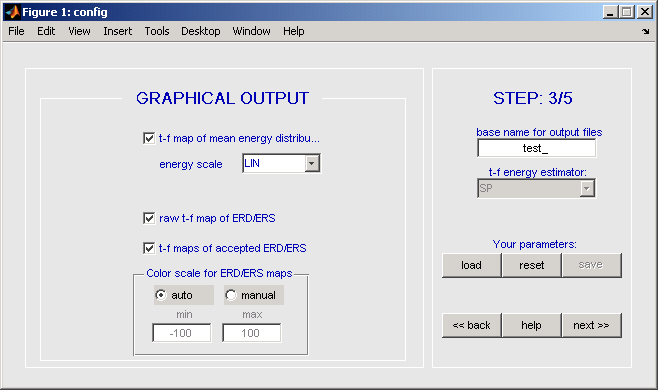 Figure 1: config
File Edit View Insert Tools Desktop Window Help
GRAPHICAL OUTPUT
t-f map of mean energy distribu...
energy scale LIN
raw t-f map of ERD/ERS
t-f maps of accepted ERD/ERS
Color scale for ERD/ERS maps
auto manual
min max
-100 100
STEP: 3/5
base name for output files
test_
t-f energy estimator:
SP
Your parameters:
load reset save
<< back help next >>